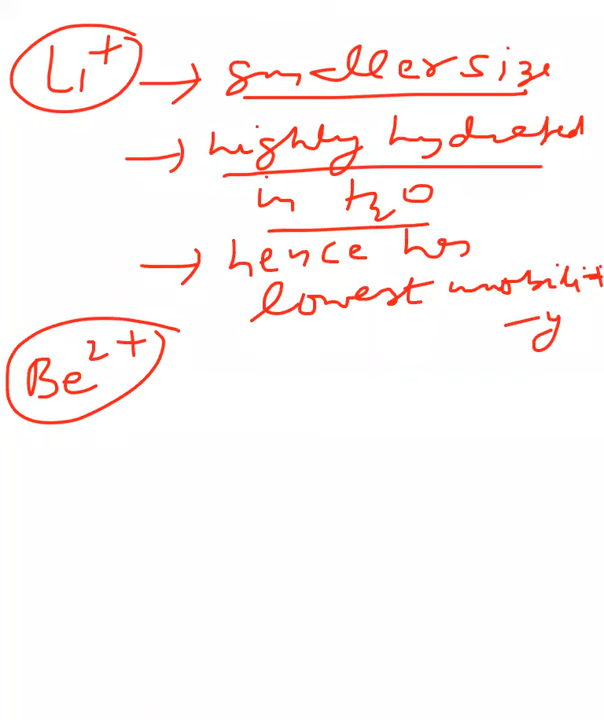 Li⁺ → smaller size
→ highly hydrated
in H₂O
→ hence has
lowest mobilit
-y
Be²⁺